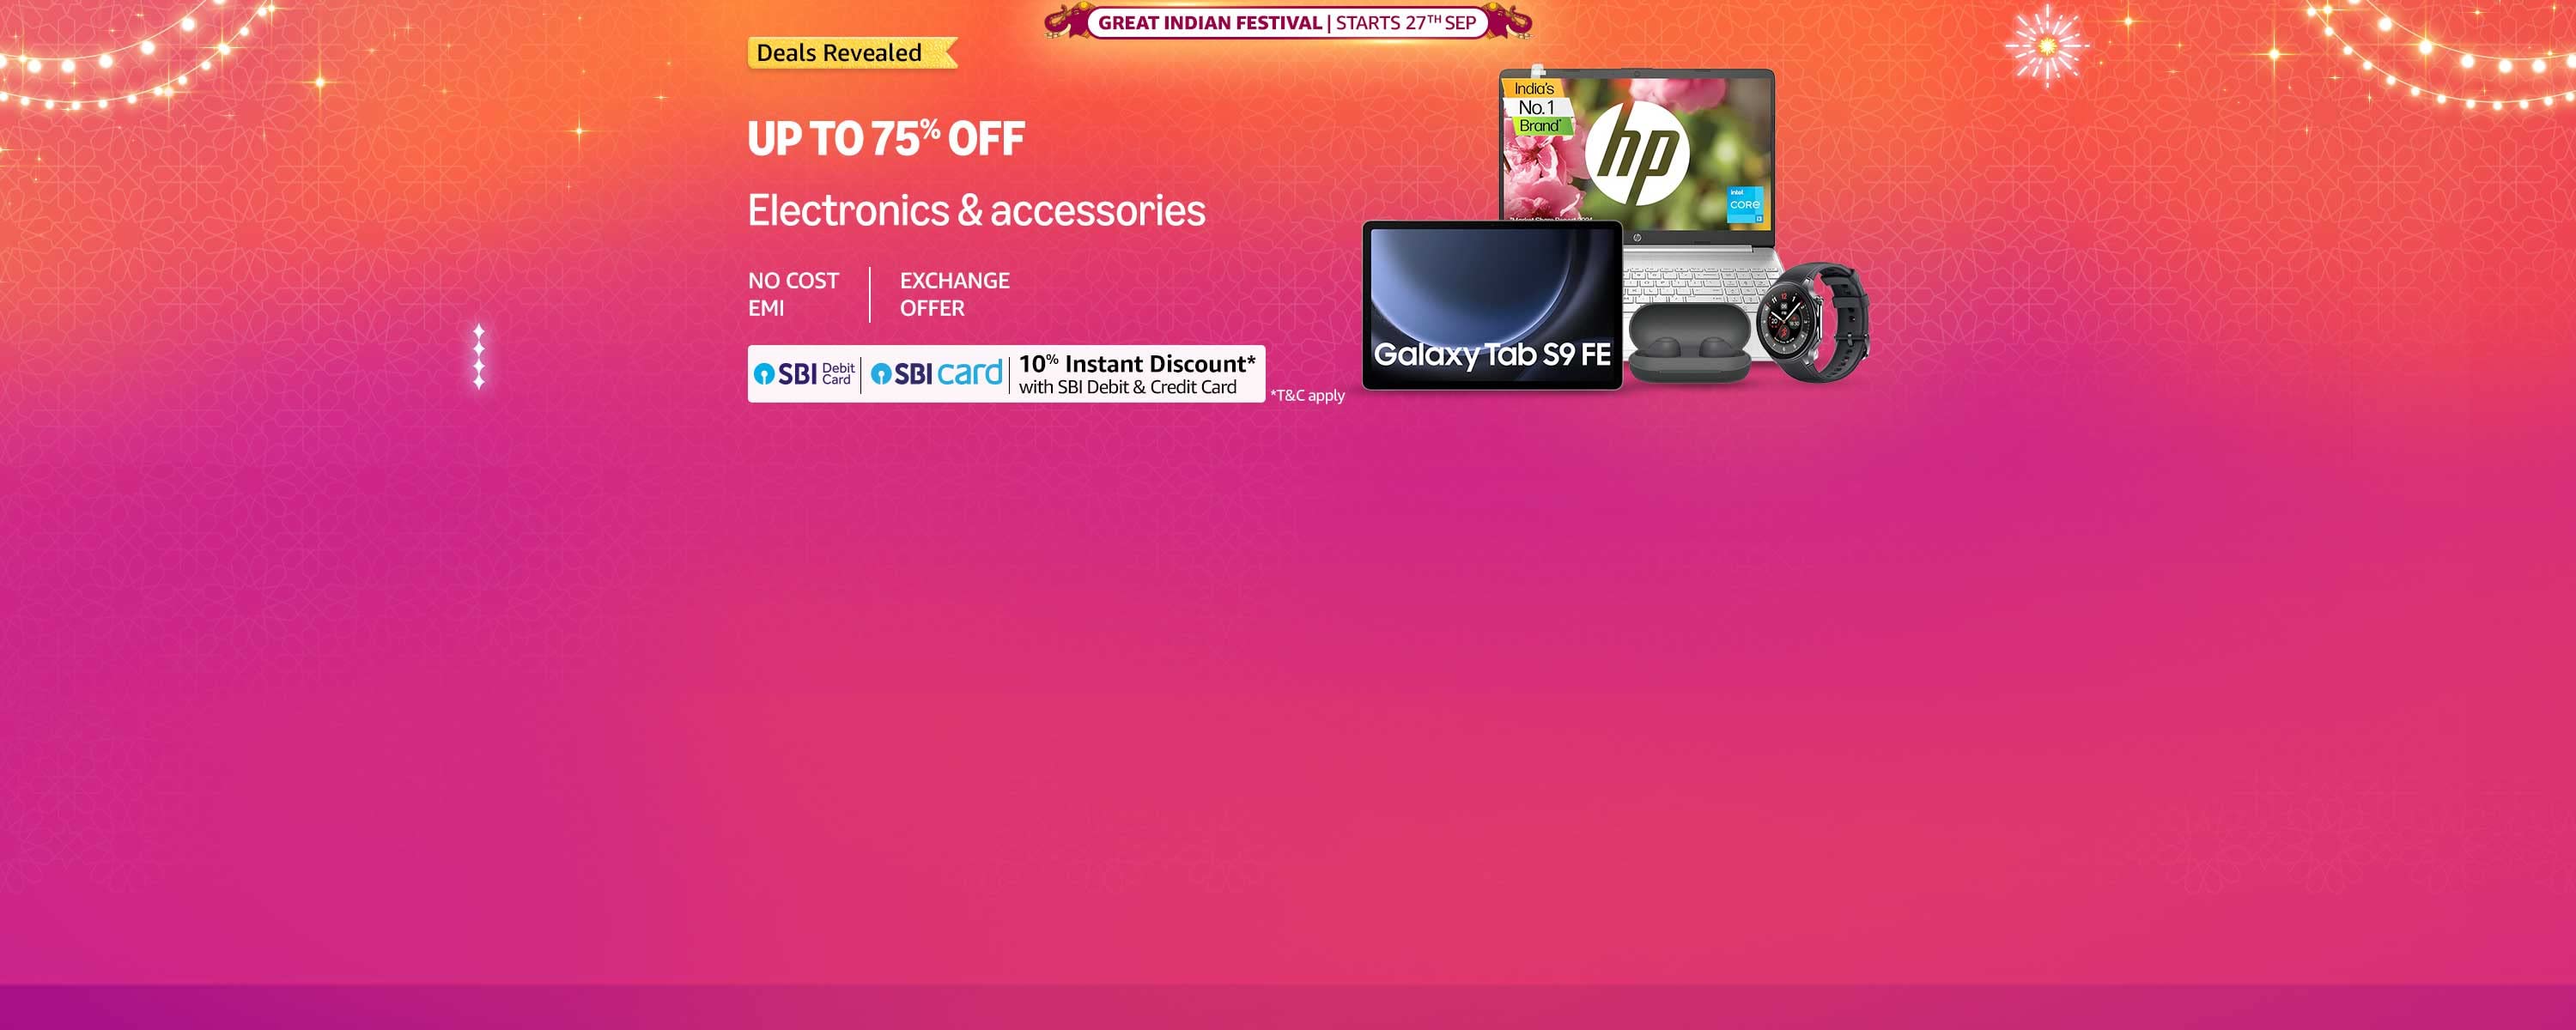 GREAT INDIAN FESTIVAL | STARTS 27TH SEP
Deals Revealed
UP TO 75% OFF
Electronics & accessories
NO COST
EMI
EXCHANGE
OFFER
SBI Debit Card
SBI card
10% Instant Discount*
with SBI Debit & Credit Card
*T&C apply
India's
No.1
Brand*
hp
intel
CORE
i3
Galaxy Tab S9 FE